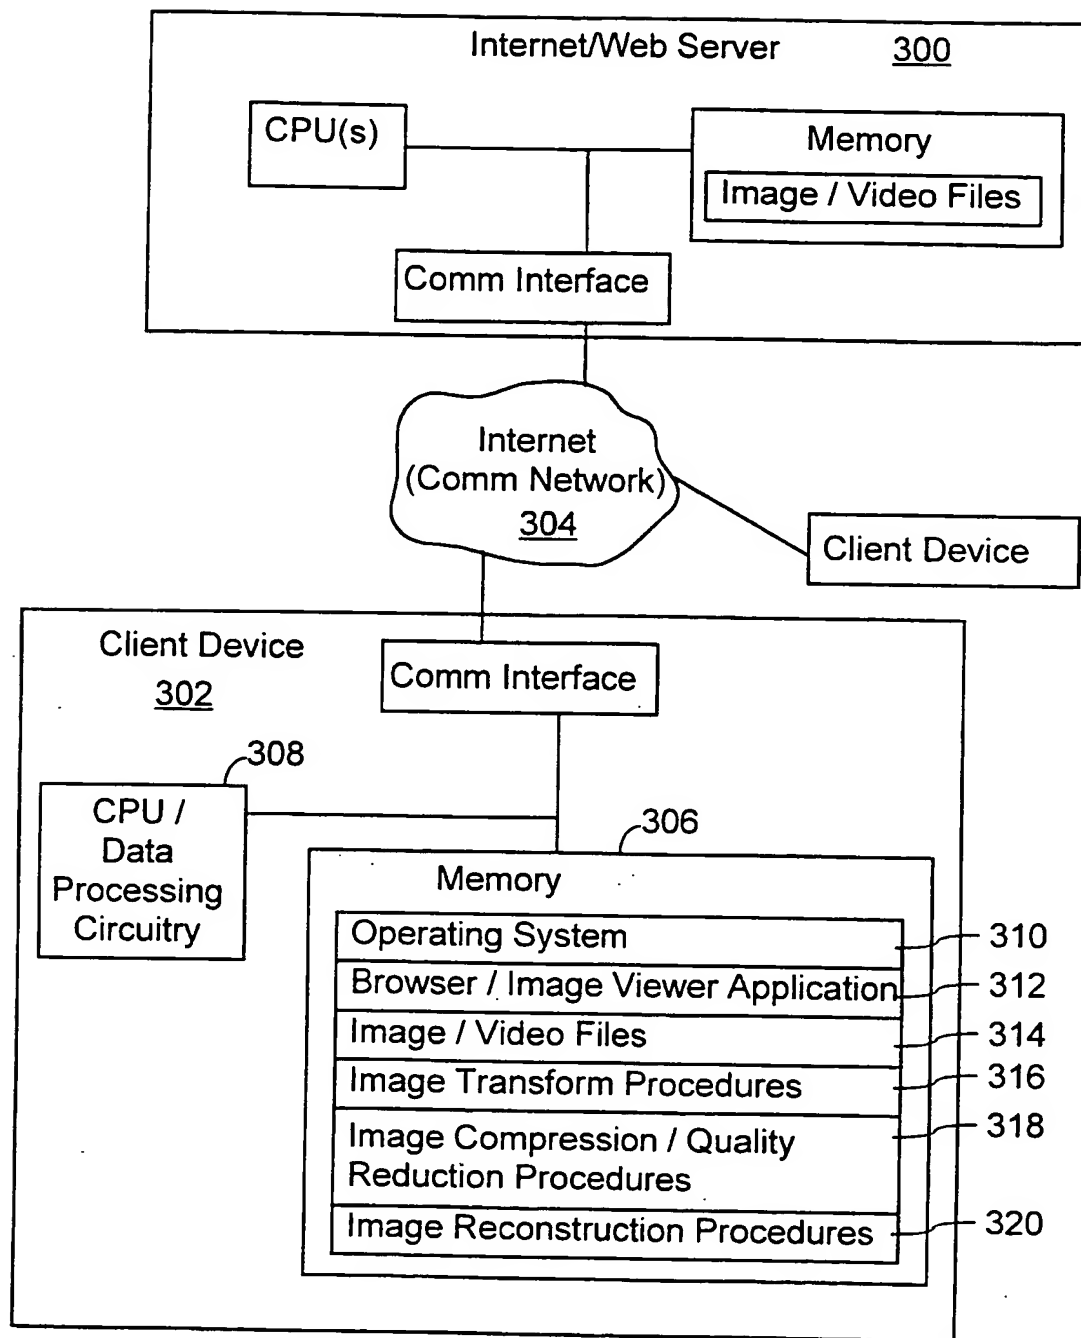 Internet/Web Server 300
CPU(s)
Memory
Image / Video Files
Comm Interface
Internet
(Comm Network)
304
Client Device
Client Device
302
Comm Interface
308
CPU /
Data
Processing
Circuitry
306
Memory
Operating System 310
Browser / Image Viewer Application 312
Image / Video Files 314
Image Transform Procedures 316
Image Compression / Quality 318
Reduction Procedures
Image Reconstruction Procedures 320